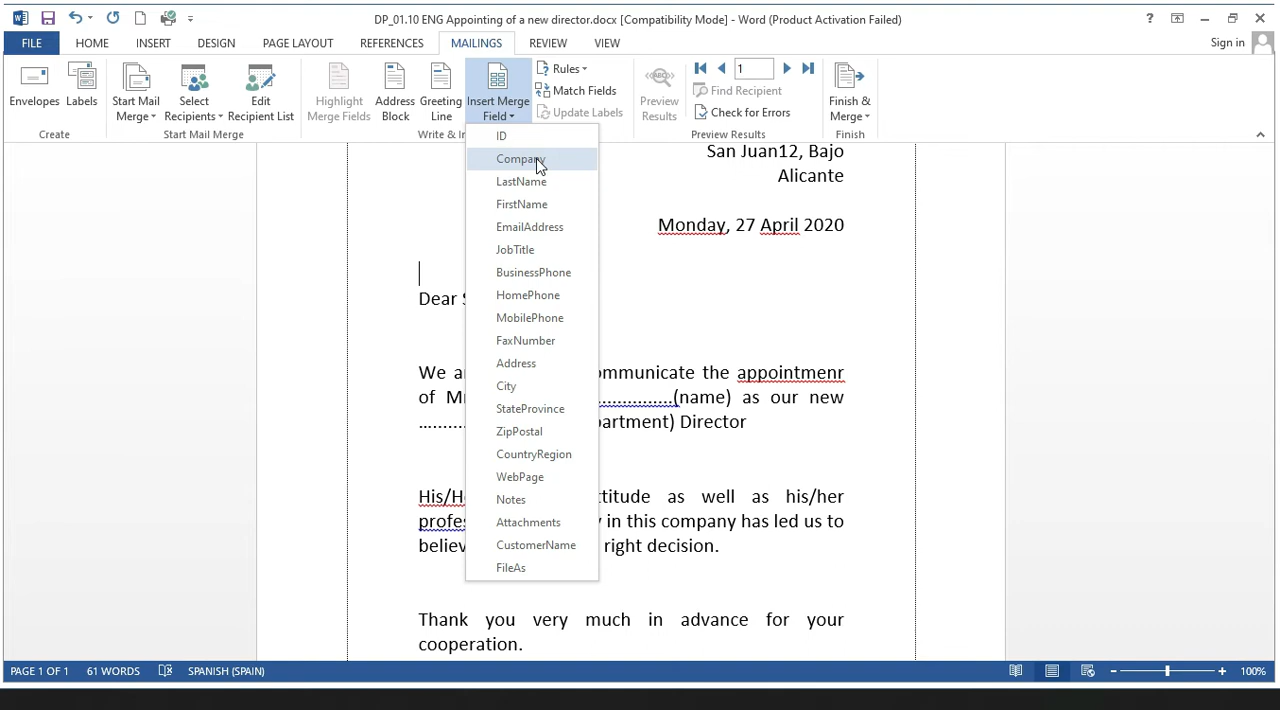 DP_01.10 ENG Appointing of a new director.docx [Compatibility Mode] - Word (Product Activation Failed)
FILE HOME INSERT DESIGN PAGE LAYOUT REFERENCES MAILINGS REVIEW VIEW Sign in
Envelopes
Labels
Create
Start Mail
Merge
Select
Recipients
Edit
Recipient List
Start Mail Merge
Highlight
Merge Fields
Address
Block
Greeting
Line
Insert Merge
Field
Rules
Match Fields
Update Labels
Write & In
ABC
Preview
Results
1
Find Recipient
Check for Errors
Preview Results
Finish &
Merge
Finish
ID
Company
LastName
FirstName
EmailAddress
JobTitle
BusinessPhone
HomePhone
MobilePhone
FaxNumber
Address
City
StateProvince
ZipPostal
CountryRegion
WebPage
Notes
Attachments
CustomerName
FileAs
San Juan12, Bajo
Alicante
Monday, 27 April 2020
Dear
We ommunicate the appointmenr
of (name) as our new
partment) Director
His/He ttitude as well as his/her
profes y in this company has led us to
believ right decision.
Thank you very much in advance for your
cooperation.
PAGE 1 OF 1 61 WORDS SPANISH (SPAIN) 100%